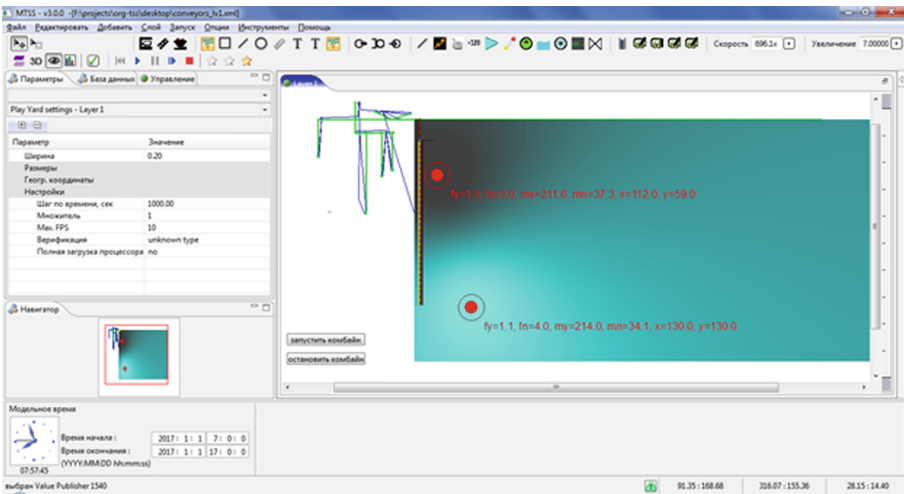 MTSS - v3.0.0 -[F:\projects\org-tss\desktop\conveyors_lv1.xml]
Файл Редактировать Добавить Слой Запуск Опции Инструменты Помощь
T T Скорость 696.1x Увеличение 7.00000
3D
Параметры База данных Управление
Layer1
Play Yard settings - Layer1
Параметр Значение
Ширина 0.20
Размеры
Геогр. координаты
Настройки
Шаг по времени, сек 1000.00
Множитель 1
Max. FPS 10
Верификация unknown type
Полная загрузка процессора no
fy=1.5, fn=3.0, my=211.6, mn=37.3, x=112.0, y=59.0
fy=1.1, fn=4.0, my=214.0, mn=34.1, x=130.0, y=130.0
Навигатор
запустить комбайн
остановить комбайн
Модельное время
Время начала : 2017: 1: 1 7: 0: 0
Время окончания : 2017: 1: 1 17: 0: 0
(YYYY:MM:DD hh:mm:ss)
07:57:45
выбран Value Publisher1540
91.35 : 168.68 316.07 : 155.36 28.15 : 14.40